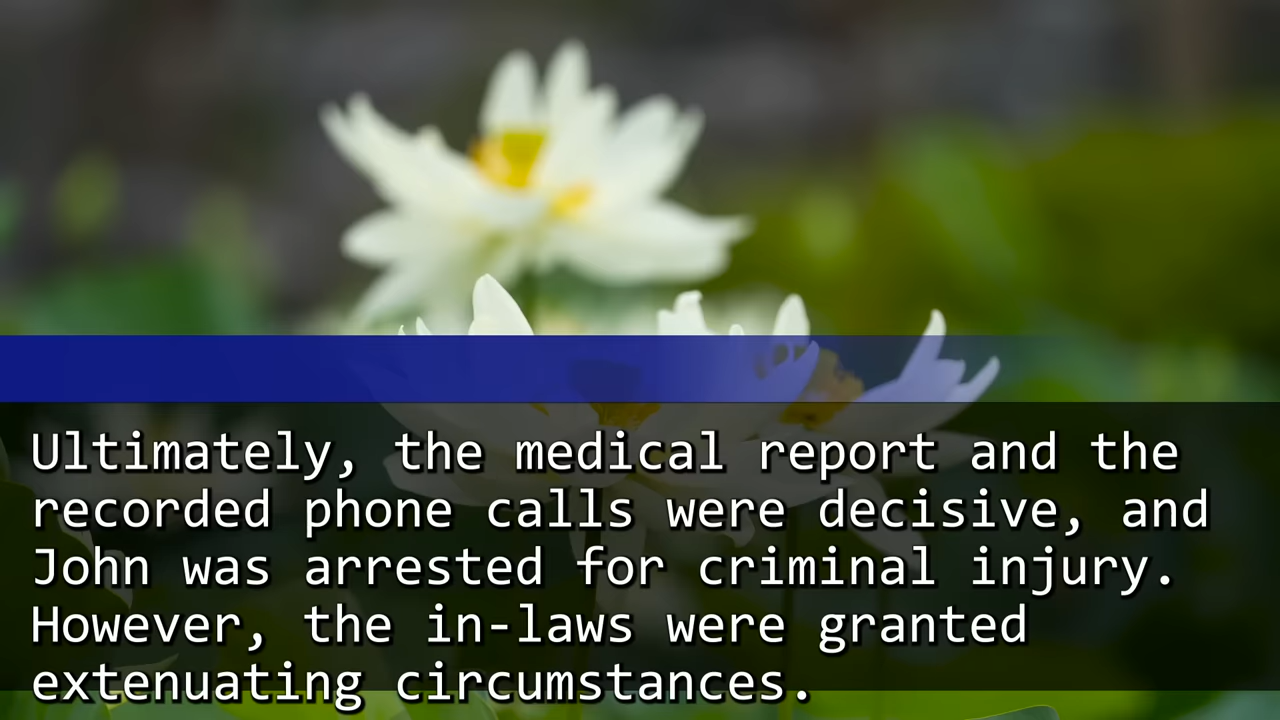 Ultimately, the medical report and the
recorded phone calls were decisive, and
John was arrested for criminal injury.
However, the in-laws were granted
extenuating circumstances.